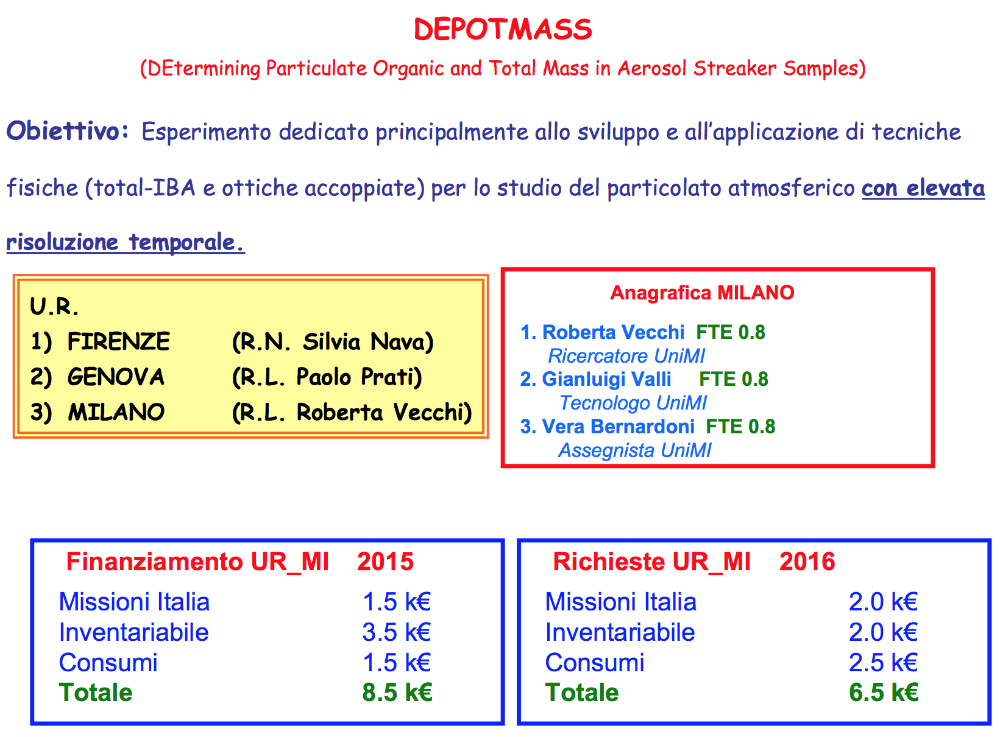 DEPOTMASS
(DEtermining Particulate Organic and Total Mass in Aerosol Streaker Samples)
Obiettivo: Esperimento dedicato principalmente allo sviluppo e all’applicazione di tecniche
fisiche (total-IBA e ottiche accoppiate) per lo studio del particolato atmosferico con elevata
risoluzione temporale.
U.R.
1) FIRENZE (R.N. Silvia Nava)
2) GENOVA (R.L. Paolo Prati)
3) MILANO (R.L. Roberta Vecchi)
Anagrafica MILANO
1. Roberta Vecchi FTE 0.8
Ricercatore UniMI
2. Gianluigi Valli FTE 0.8
Tecnologo UniMI
3. Vera Bernardoni FTE 0.8
Assegnista UniMI
Finanziamento UR_MI 2015
Missioni Italia 1.5 k€
Inventariabile 3.5 k€
Consumi 1.5 k€
Totale 8.5 k€
Richieste UR_MI 2016
Missioni Italia 2.0 k€
Inventariabile 2.0 k€
Consumi 2.5 k€
Totale 6.5 k€